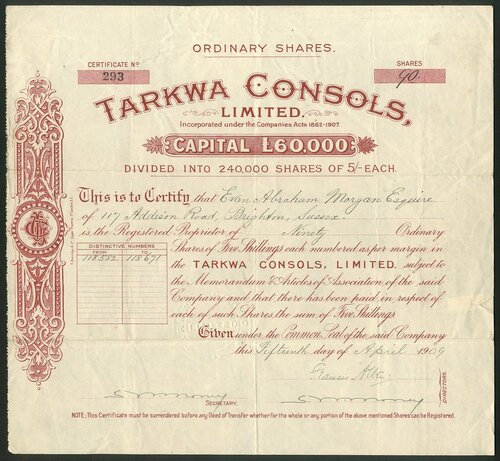 ORDINARY SHARES.
CERTIFICATE No
293
SHARES
90
TARKWA CONSOLS,
LIMITED.
Incorporated under the Companies Acts 1862-1907
CAPITAL £60,000
DIVIDED INTO 240,000 SHARES OF 5/- EACH.
This is to Certify that Evan Abraham Morgan Esquire
of 117 Addison Road, Brighton, Sussex.
is the Registered Proprietor of Ninety Ordinary
DISTINCTIVE NUMBERS
FROM TO
118582 118671
Shares of Five Shillings each numbered as per margin in
the TARKWA CONSOLS, LIMITED. subject to
the Memorandum & Articles of Association of the said
Company and that there has been paid in respect of
each of such Shares the sum of Five Shillings.
Given under the Common Seal of the said Company
this Fifteenth day of April 1909
Francis
SECRETARY.
DIRECTORS.
NOTE: This Certificate must be surrendered before any Deed of Transfer whether for the whole or any portion of the above mentioned Shares can be Registered.